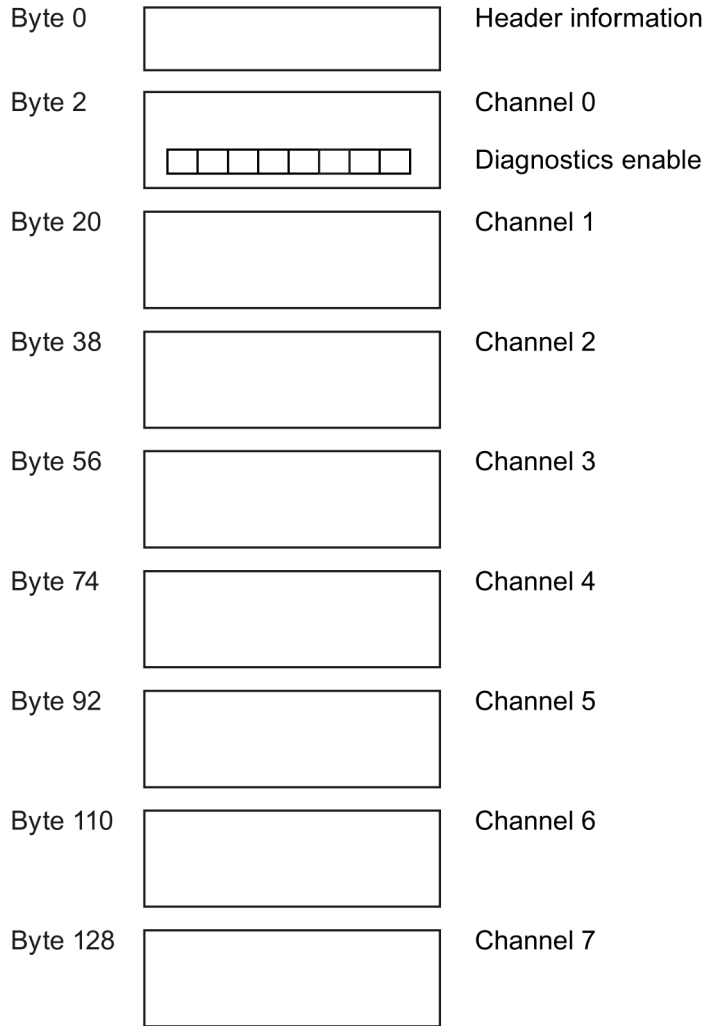 Byte 0 Header information
Byte 2 Channel 0
Diagnostics enable
Byte 20 Channel 1
Byte 38 Channel 2
Byte 56 Channel 3
Byte 74 Channel 4
Byte 92 Channel 5
Byte 110 Channel 6
Byte 128 Channel 7